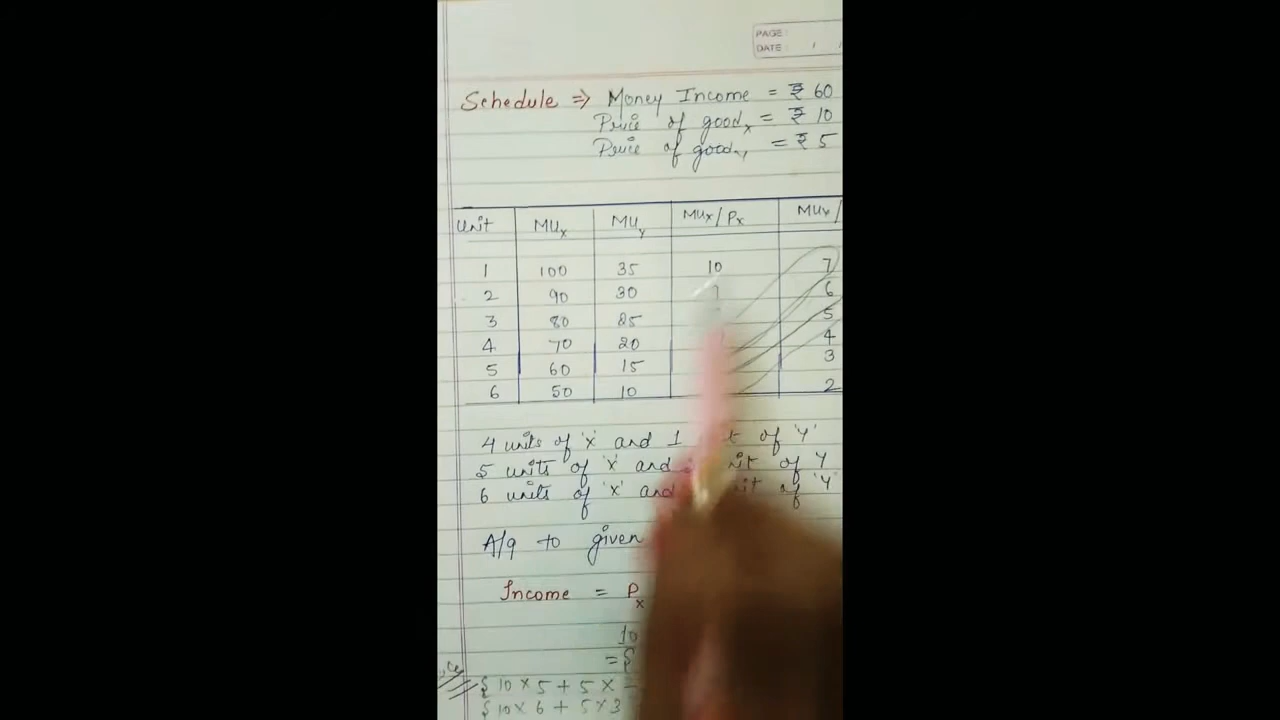 PAGE:
DATE: / /
Schedule ⇒ Money Income = ₹ 60
Price of good x = ₹ 10
Price of good y = ₹ 5
Unit MUx MUy MUx/Px MUy/
1 100 35 10 7
2 90 30 6
3 80 25 5
4 70 20 4
5 60 15 3
6 50 10 2
4 units of 'x' and 1 of 'Y'
5 units of 'x' and of Y
6 units of 'x' and of 'Y'
A/q to given
Income = Px
10
=
10 × 5 + 5 ×
10 × 6 + 5 × 3